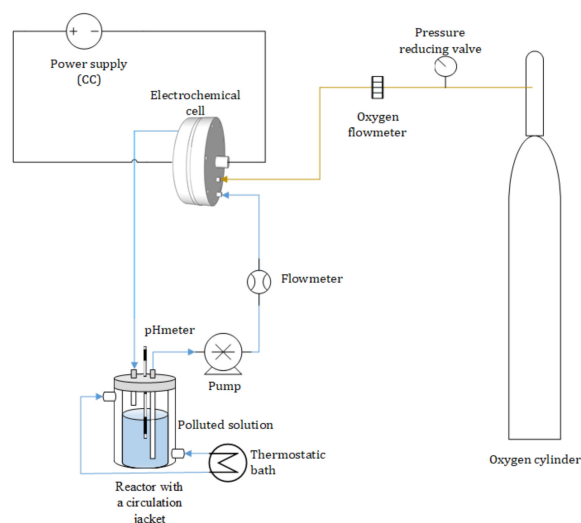 Pressure
reducing valve
Power supply
(CC)
Electrochemical
cell
Oxygen
flowmeter
Flowmeter
pHmeter
Pump
Polluted solution
Thermostatic
bath
Oxygen cylinder
Reactor with
a circulation
jacket